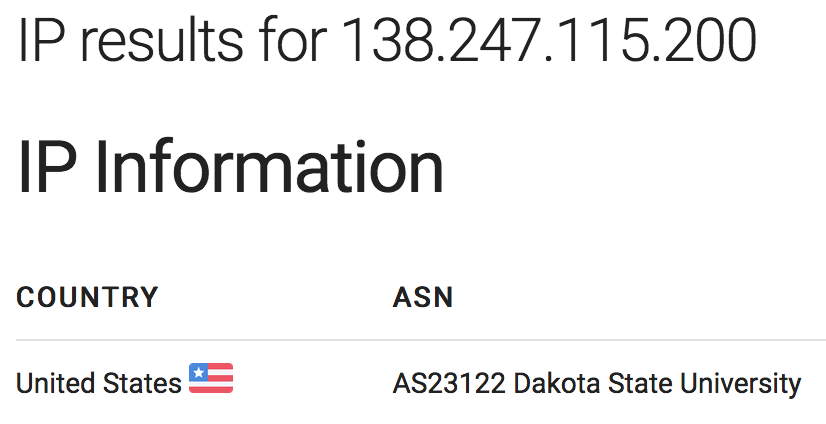 IP results for 138.247.115.200
IP Information
COUNTRY ASN
United States AS23122 Dakota State University